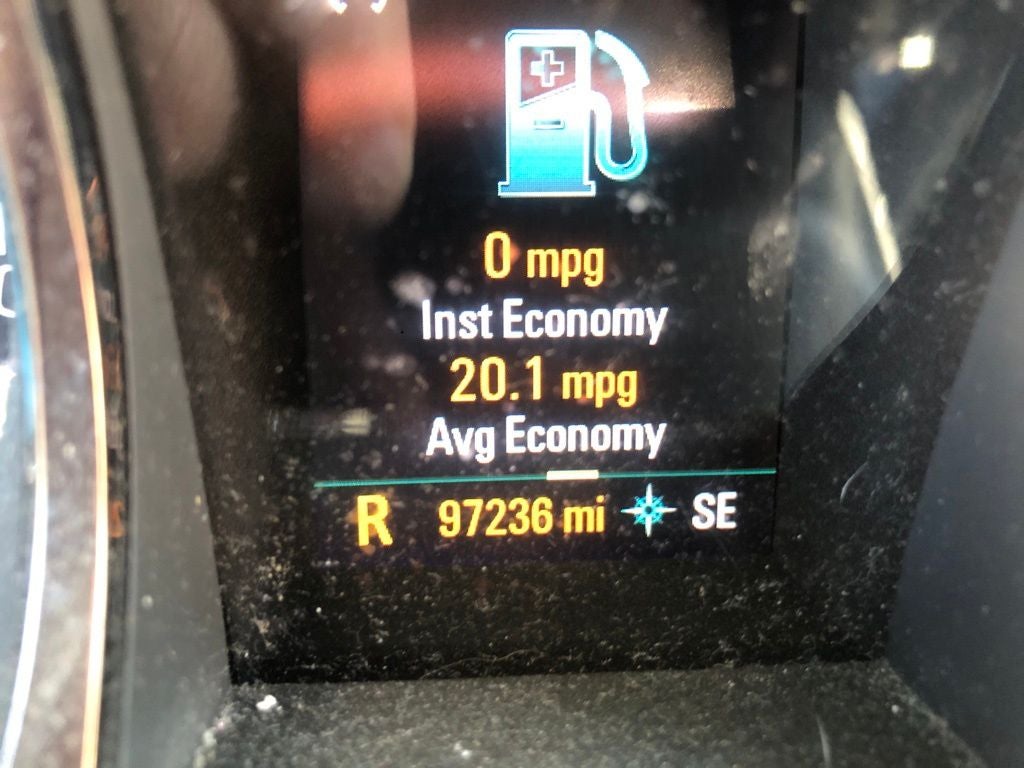 0 mpg
Inst Economy
20.1 mpg
Avg Economy
R 97236 mi SE